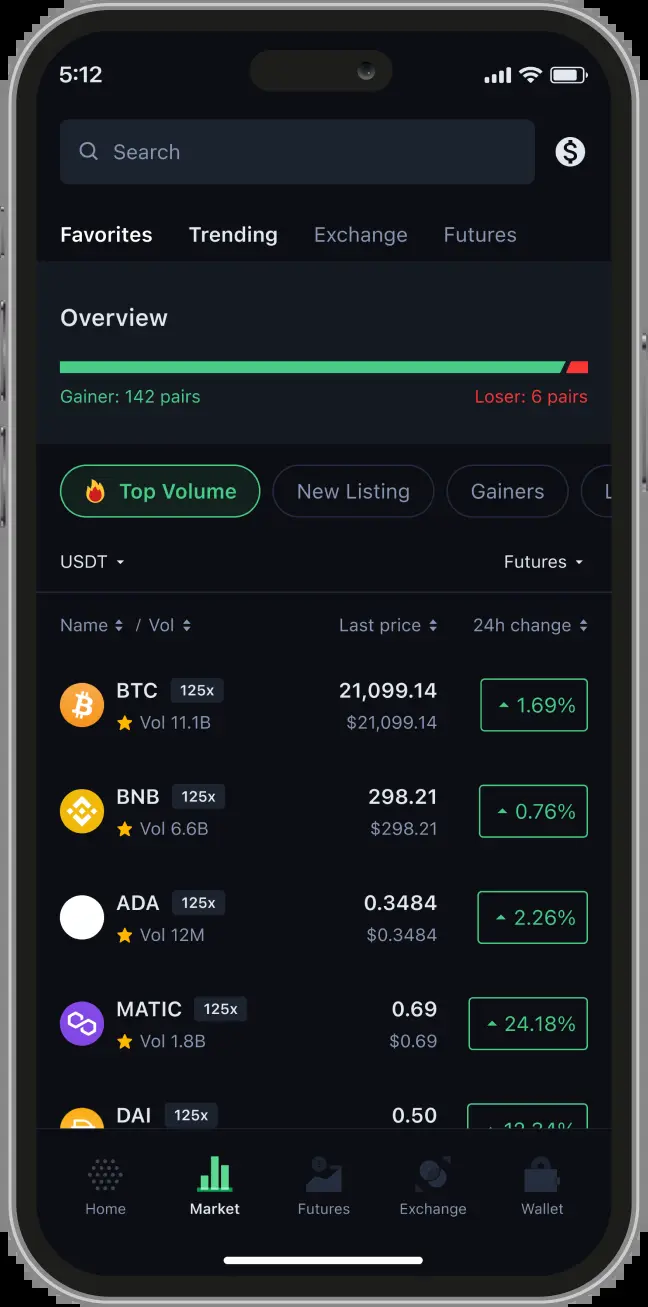 5:12
Search
Favorites Trending Exchange Futures
Overview
Gainer: 142 pairs Loser: 6 pairs
Top Volume New Listing Gainers L
USDT Futures
Name / Vol Last price 24h change
BTC 125x 21,099.14 1.69%
Vol 11.1B $21,099.14
BNB 125x 298.21 0.76%
Vol 6.6B $298.21
ADA 125x 0.3484 2.26%
Vol 12M $0.3484
MATIC 125x 0.69 24.18%
Vol 1.8B $0.69
DAI 125x 0.50
Home Market Futures Exchange Wallet